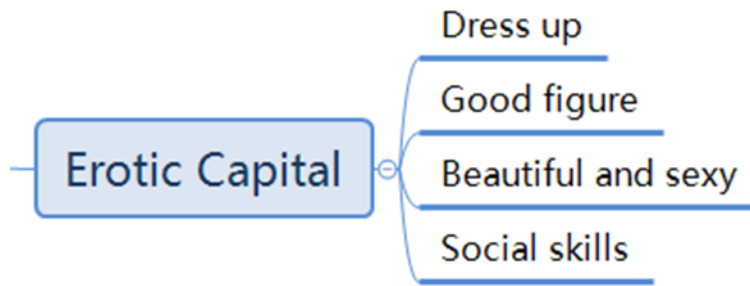 Dress up
Good figure
Erotic Capital
Beautiful and sexy
Social skills